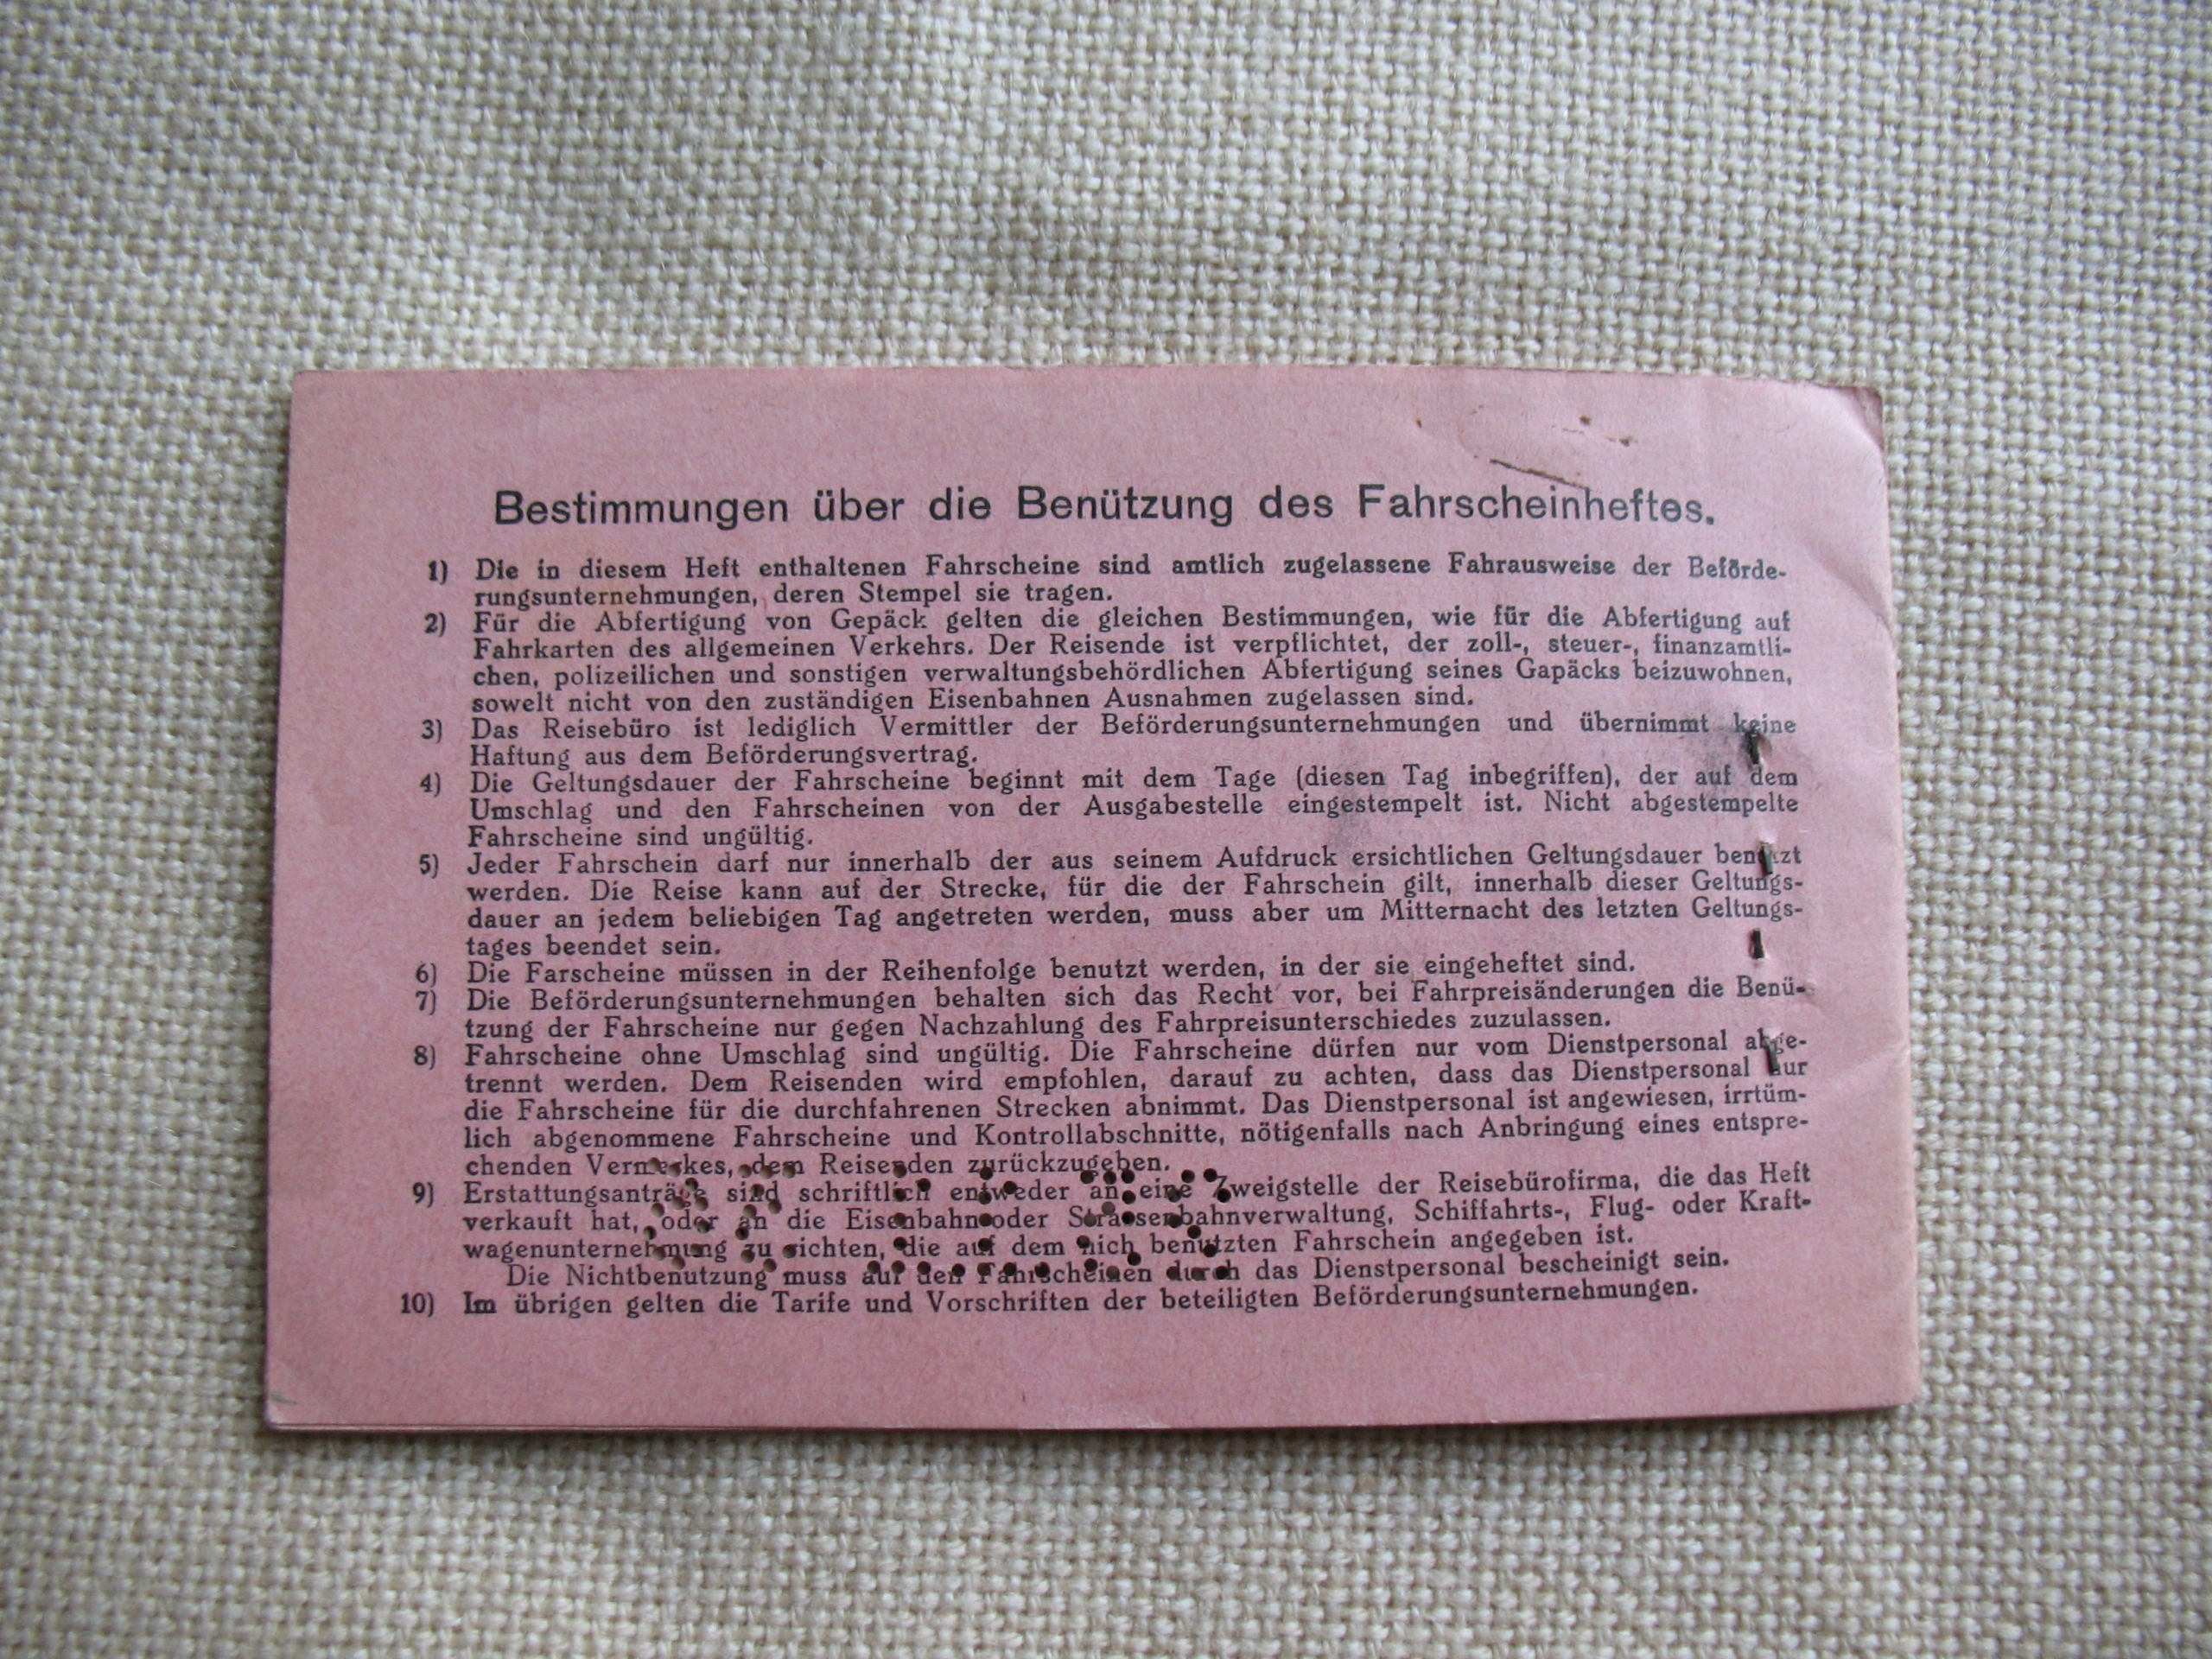 Bestimmungen über die Benützung des Fahrscheinheftes.
1) Die in diesem Heft enthaltenen Fahrscheine sind amtlich zugelassene Fahrausweise der Beförde-
rungsunternehmungen, deren Stempel sie tragen.
2) Für die Abfertigung von Gepäck gelten die gleichen Bestimmungen, wie für die Abfertigung auf
Fahrkarten des allgemeinen Verkehrs. Der Reisende ist verpflichtet, der zoll-, steuer-, finanzamtli-
chen, polizeilichen und sonstigen verwaltungsbehördlichen Abfertigung seines Gapäcks beizuwohnen,
sowelt nicht von den zuständigen Eisenbahnen Ausnahmen zugelassen sind.
3) Das Reisebüro ist lediglich Vermittler der Beförderungsunternehmungen und übernimmt keine
Haftung aus dem Beförderungsvertrag.
4) Die Geltungsdauer der Fahrscheine beginnt mit dem Tage (diesen Tag inbegriffen), der auf dem
Umschlag und den Fahrscheinen von der Ausgabestelle eingestempelt ist. Nicht abgestempelte
Fahrscheine sind ungültig.
5) Jeder Fahrschein darf nur innerhalb der aus seinem Aufdruck ersichtlichen Geltungsdauer benützt
werden. Die Reise kann auf der Strecke, für die der Fahrschein gilt, innerhalb dieser Geltungs-
dauer an jedem beliebigen Tag angetreten werden, muss aber um Mitternacht des letzten Geltungs-
tages beendet sein.
6) Die Farscheine müssen in der Reihenfolge benutzt werden, in der sie eingeheftet sind.
7) Die Beförderungsunternehmungen behalten sich das Recht vor, bei Fahrpreisänderungen die Benü-
tzung der Fahrscheine nur gegen Nachzahlung des Fahrpreisunterschiedes zuzulassen.
8) Fahrscheine ohne Umschlag sind ungültig. Die Fahrscheine dürfen nur vom Dienstpersonal abge-
trennt werden. Dem Reisenden wird empfohlen, darauf zu achten, dass das Dienstpersonal nur
die Fahrscheine für die durchfahrenen Strecken abnimmt. Das Dienstpersonal ist angewiesen, irrtüm-
lich abgenommene Fahrscheine und Kontrollabschnitte, nötigenfalls nach Anbringung eines entspre-
chenden Vermerkes, dem Reisenden zurückzugeben.
9) Erstattungsanträge sind schriftlich entweder an eine Zweigstelle der Reisebürofirma, die das Heft
verkauft hat, oder an die Eisenbahn oder Strassenbahnverwaltung, Schiffahrts-, Flug- oder Kraft-
wagenunternehmung zu richten, die auf dem nich benützten Fahrschein angegeben ist.
Die Nichtbenutzung muss auf den Fahrscheinen durch das Dienstpersonal bescheinigt sein.
10) Im übrigen gelten die Tarife und Vorschriften der beteiligten Beförderungsunternehmungen.